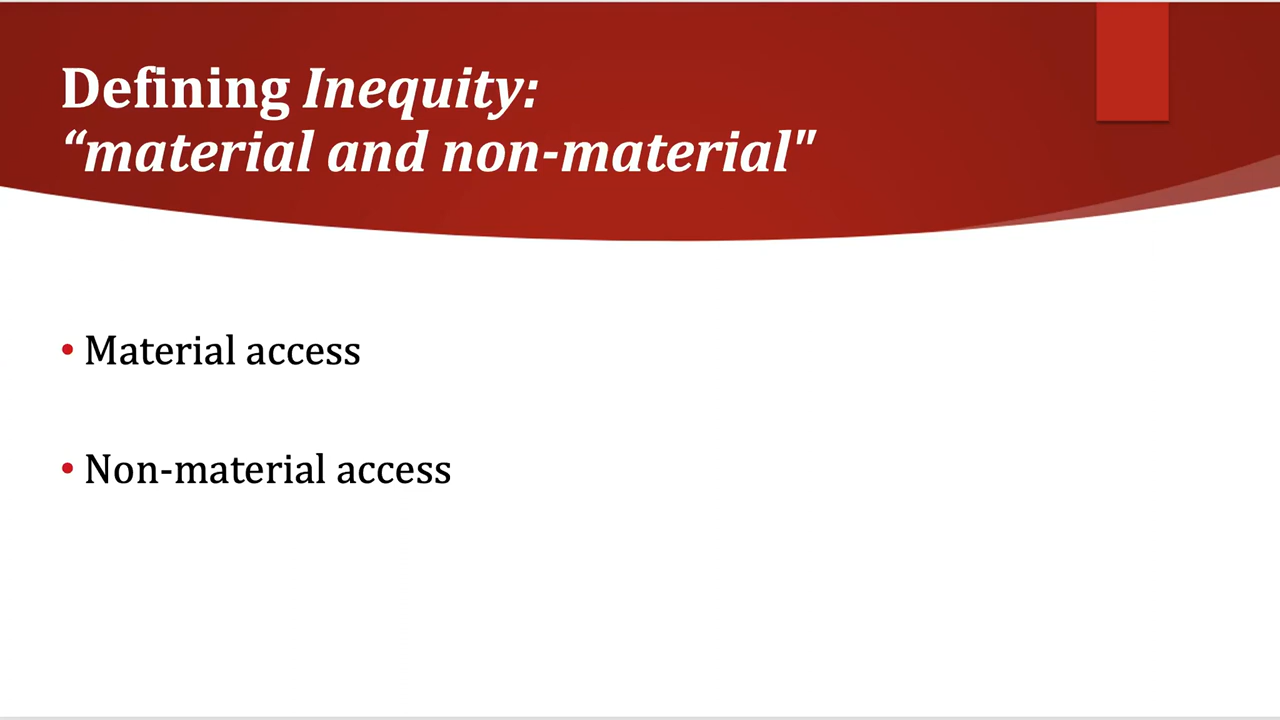 Defining Inequity:
“material and non-material"
• Material access
• Non-material access